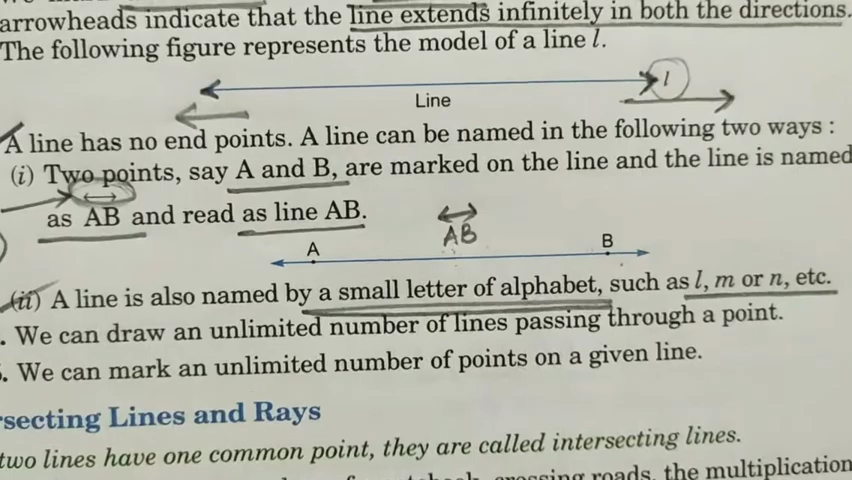 arrowheads indicate that the line extends infinitely in both the directions.
The following figure represents the model of a line l.
l
Line
A line has no end points. A line can be named in the following two ways :
(i) Two points, say A and B, are marked on the line and the line is named
as AB and read as line AB.
AB
A B
(ii) A line is also named by a small letter of alphabet, such as l, m or n, etc.
. We can draw an unlimited number of lines passing through a point.
. We can mark an unlimited number of points on a given line.
rsecting Lines and Rays
two lines have one common point, they are called intersecting lines.
crossing roads, the multiplication